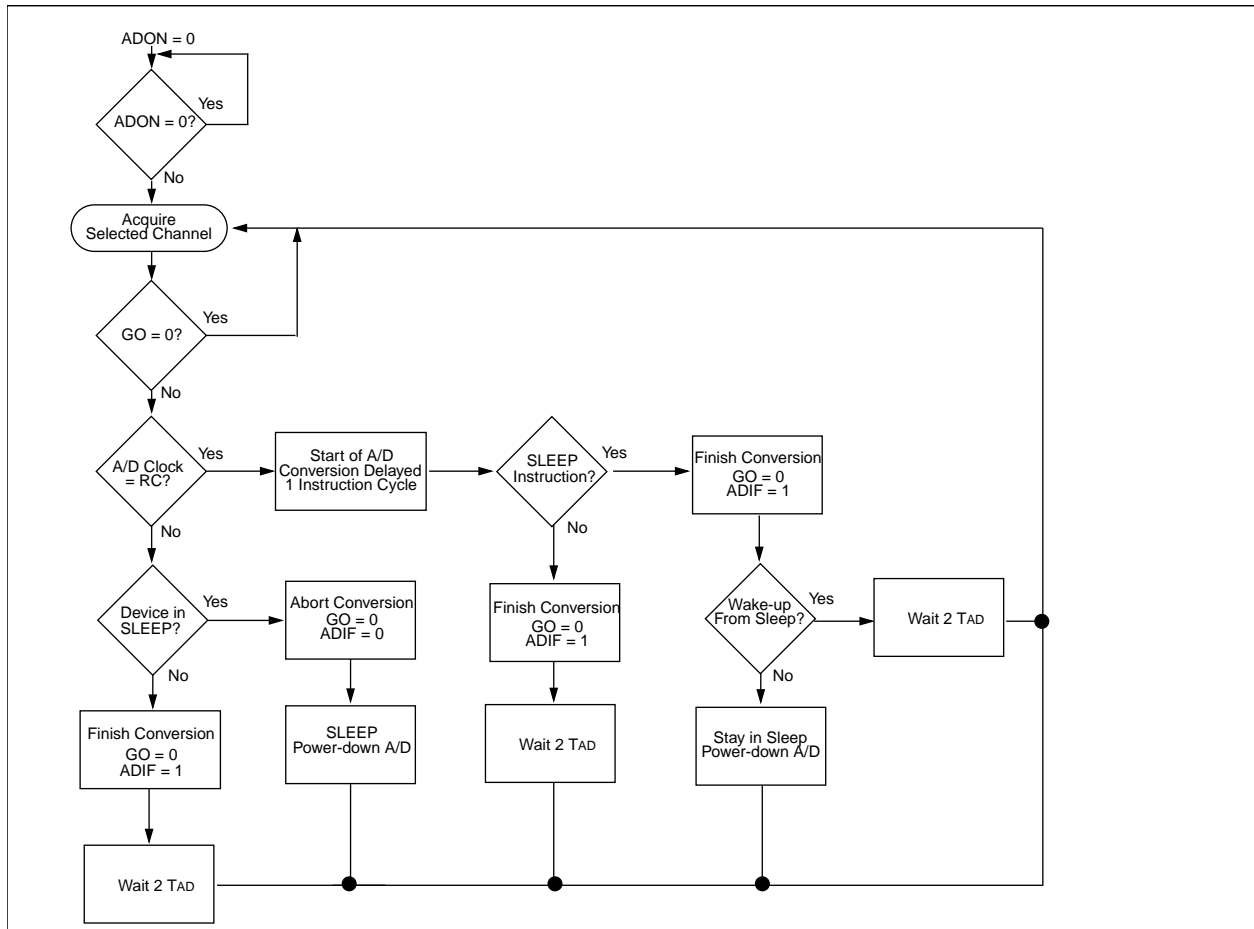 ADON = 0
Yes
ADON = 0?
No
Acquire
Selected Channel
Yes
GO = 0?
No
Yes
A/D Clock
= RC?
Start of A/D
Conversion Delayed
1 Instruction Cycle
Yes
SLEEP
Instruction?
Finish Conversion
GO = 0
ADIF = 1
No
No
Yes
Device in
SLEEP?
Abort Conversion
GO = 0
ADIF = 0
Finish Conversion
GO = 0
ADIF = 1
Yes
Wake-up
From Sleep?
Wait 2 TAD
No
No
Finish Conversion
GO = 0
ADIF = 1
SLEEP
Power-down A/D
Wait 2 TAD
Stay in Sleep
Power-down A/D
Wait 2 TAD